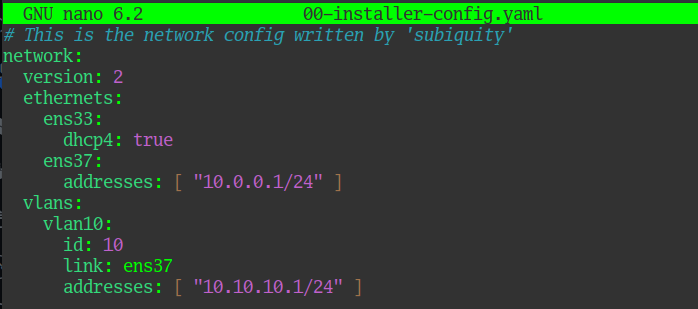 GNU nano 6.2 00-installer-config.yaml
# This is the network config written by 'subiquity'
network:
  version: 2
  ethernets:
    ens33:
      dhcp4: true
    ens37:
      addresses: [ "10.0.0.1/24" ]
  vlans:
    vlan10:
      id: 10
      link: ens37
      addresses: [ "10.10.10.1/24" ]